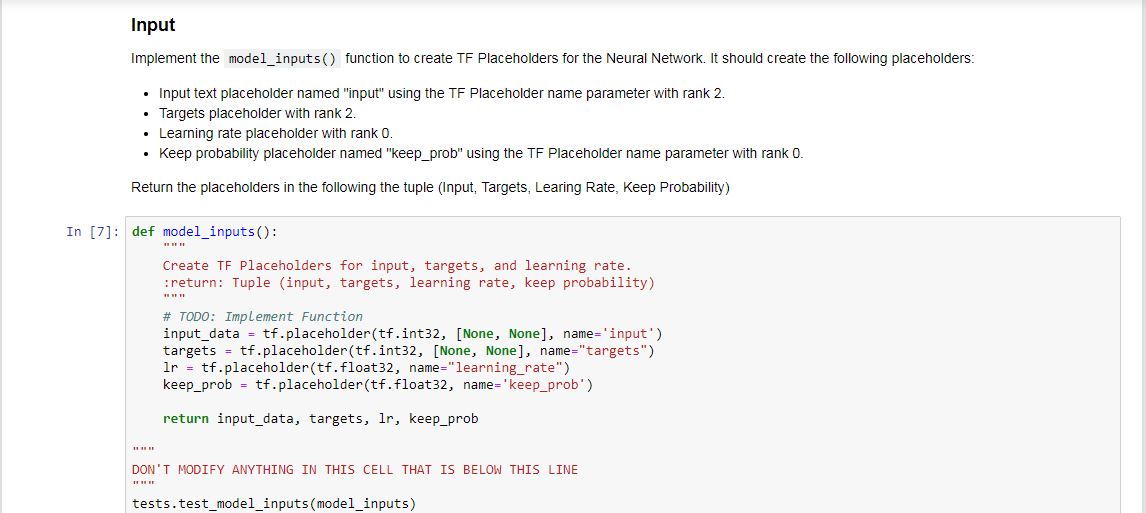 Input
Implement the model_inputs() function to create TF Placeholders for the Neural Network. It should create the following placeholders:
• Input text placeholder named "input" using the TF Placeholder name parameter with rank 2.
• Targets placeholder with rank 2.
• Learning rate placeholder with rank 0.
• Keep probability placeholder named "keep_prob" using the TF Placeholder name parameter with rank 0.
Return the placeholders in the following the tuple (Input, Targets, Learing Rate, Keep Probability)
In [7]: def model_inputs():
"""
Create TF Placeholders for input, targets, and learning rate.
:return: Tuple (input, targets, learning rate, keep probability)
"""
# TODO: Implement Function
input_data = tf.placeholder(tf.int32, [None, None], name='input')
targets = tf.placeholder(tf.int32, [None, None], name="targets")
lr = tf.placeholder(tf.float32, name="learning_rate")
keep_prob = tf.placeholder(tf.float32, name='keep_prob')
return input_data, targets, lr, keep_prob
"""
DON'T MODIFY ANYTHING IN THIS CELL THAT IS BELOW THIS LINE
"""
tests.test_model_inputs(model_inputs)